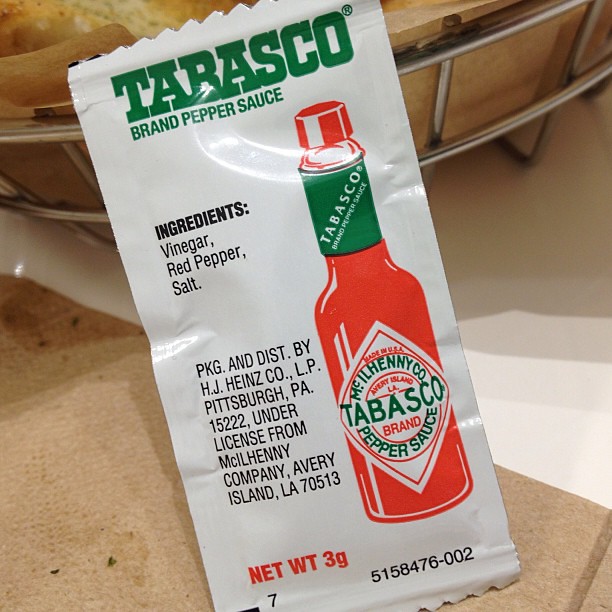 TABASCO®
BRAND PEPPER SAUCE
INGREDIENTS:
Vinegar,
Red Pepper,
Salt.
TABASCO®
BRAND PEPPER SAUCE
PKG. AND DIST. BY
H.J. HEINZ CO., L.P.
PITTSBURGH, PA.
15222, UNDER
LICENSE FROM
McILHENNY
COMPANY, AVERY
ISLAND, LA 70513
MADE IN U.S.A.
McILHENNY CO.
AVERY ISLAND
LA.
TABASCO
BRAND
PEPPER SAUCE
NET WT 3g
5158476-002
7